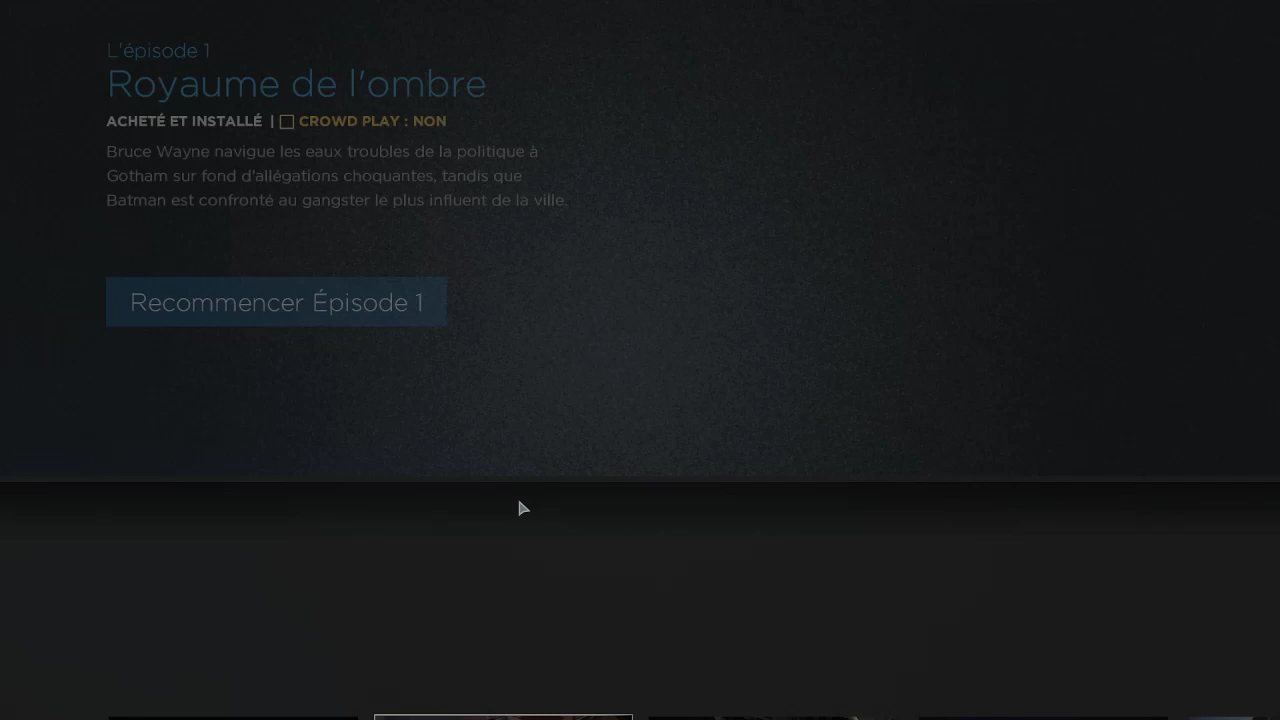 L'épisode 1
Royaume de l'ombre
ACHETÉ ET INSTALLÉ | CROWD PLAY : NON
Bruce Wayne navigue les eaux troubles de la politique à
Gotham sur fond d'allégations choquantes, tandis que
Batman est confronté au gangster le plus influent de la ville.
Recommencer Épisode 1